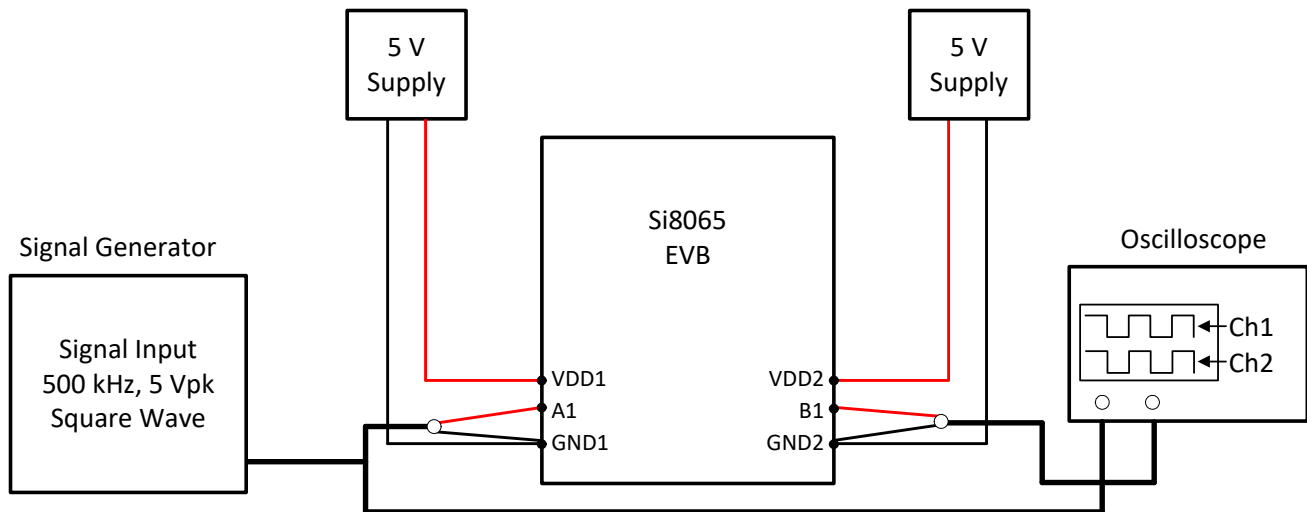 5 V
Supply
5 V
Supply
Si8065
EVB
Signal Generator
Oscilloscope
Signal Input
500 kHz, 5 Vpk
Square Wave
Ch1
Ch2
VDD1
VDD2
A1
B1
GND1
GND2